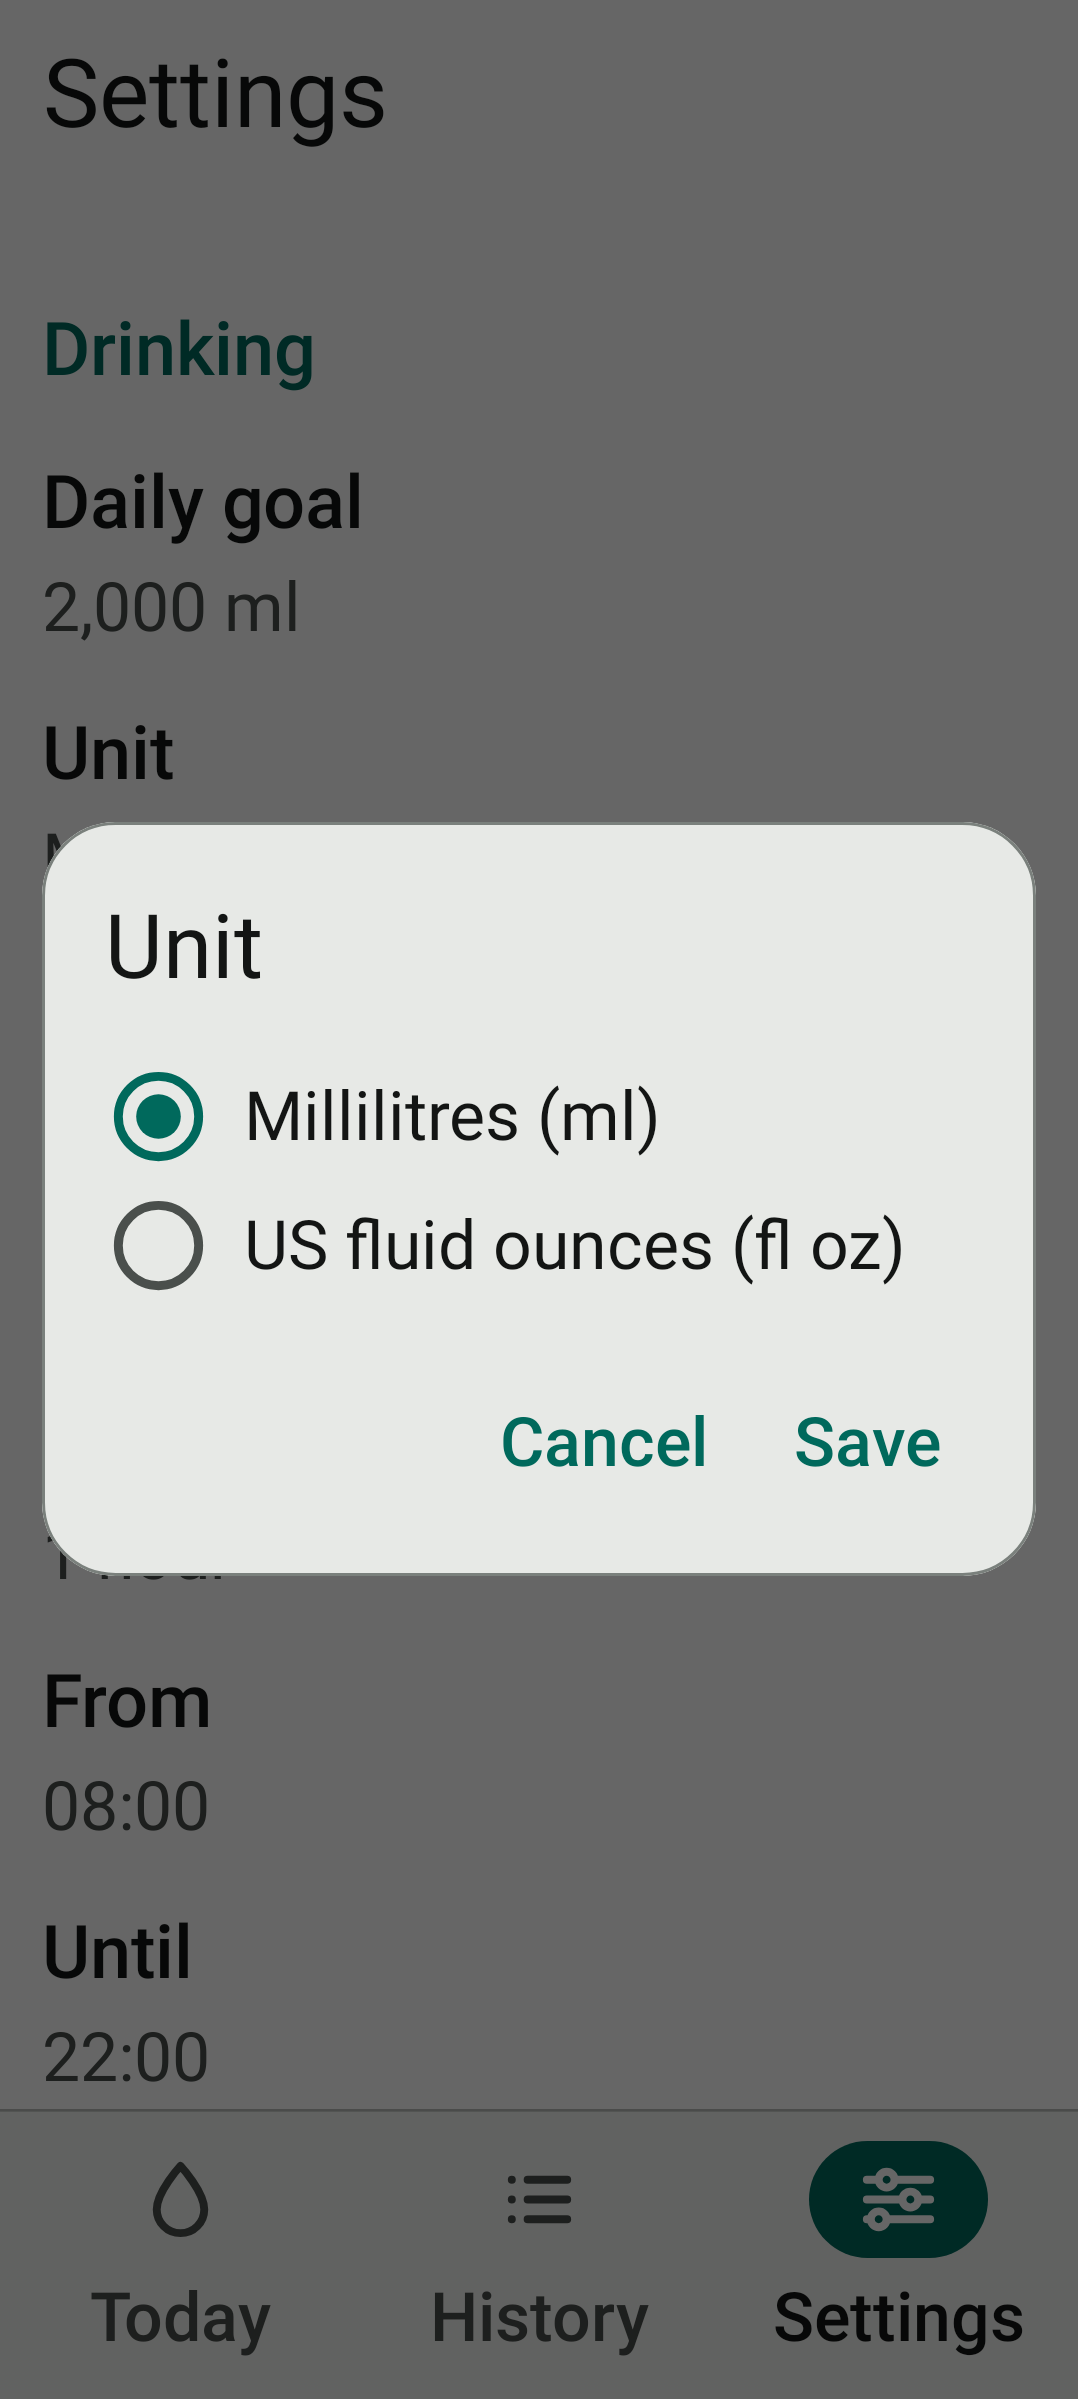 Settings
Drinking
Daily goal
2,000 ml
Unit
Unit
Millilitres (ml)
US fluid ounces (fl oz)
Cancel
Save
From
08:00
Until
22:00
Today
History
Settings